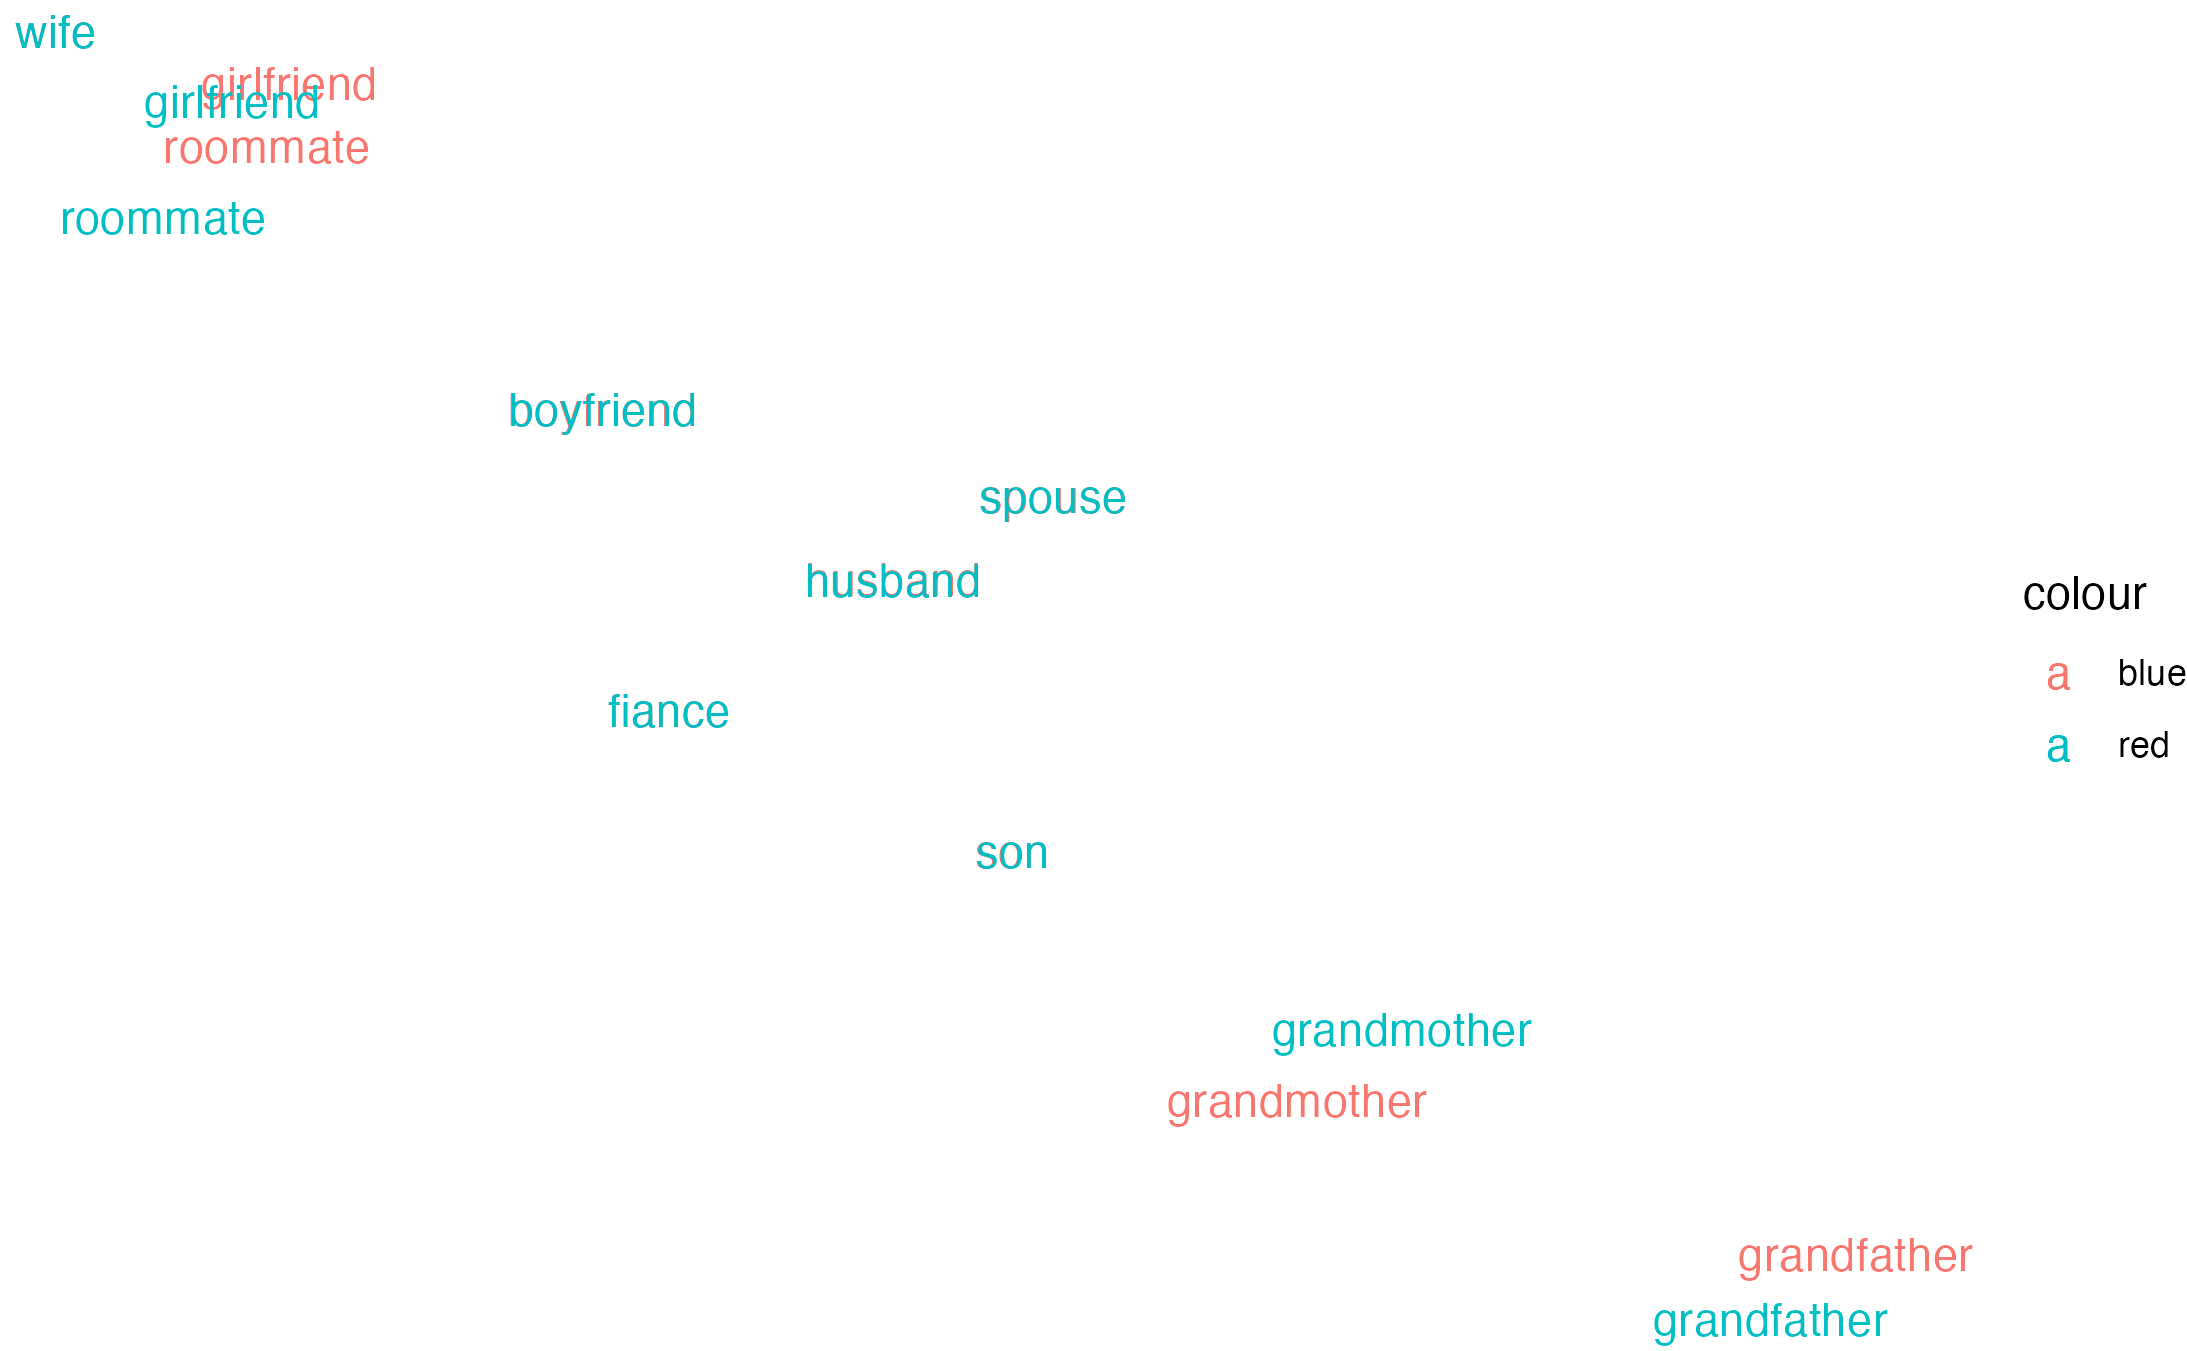 wife
girlfriend
girlfriend
roommate
roommate
boyfriend
spouse
husband
fiance
son
grandmother
grandmother
grandfather
grandfather
colour
a blue
a red